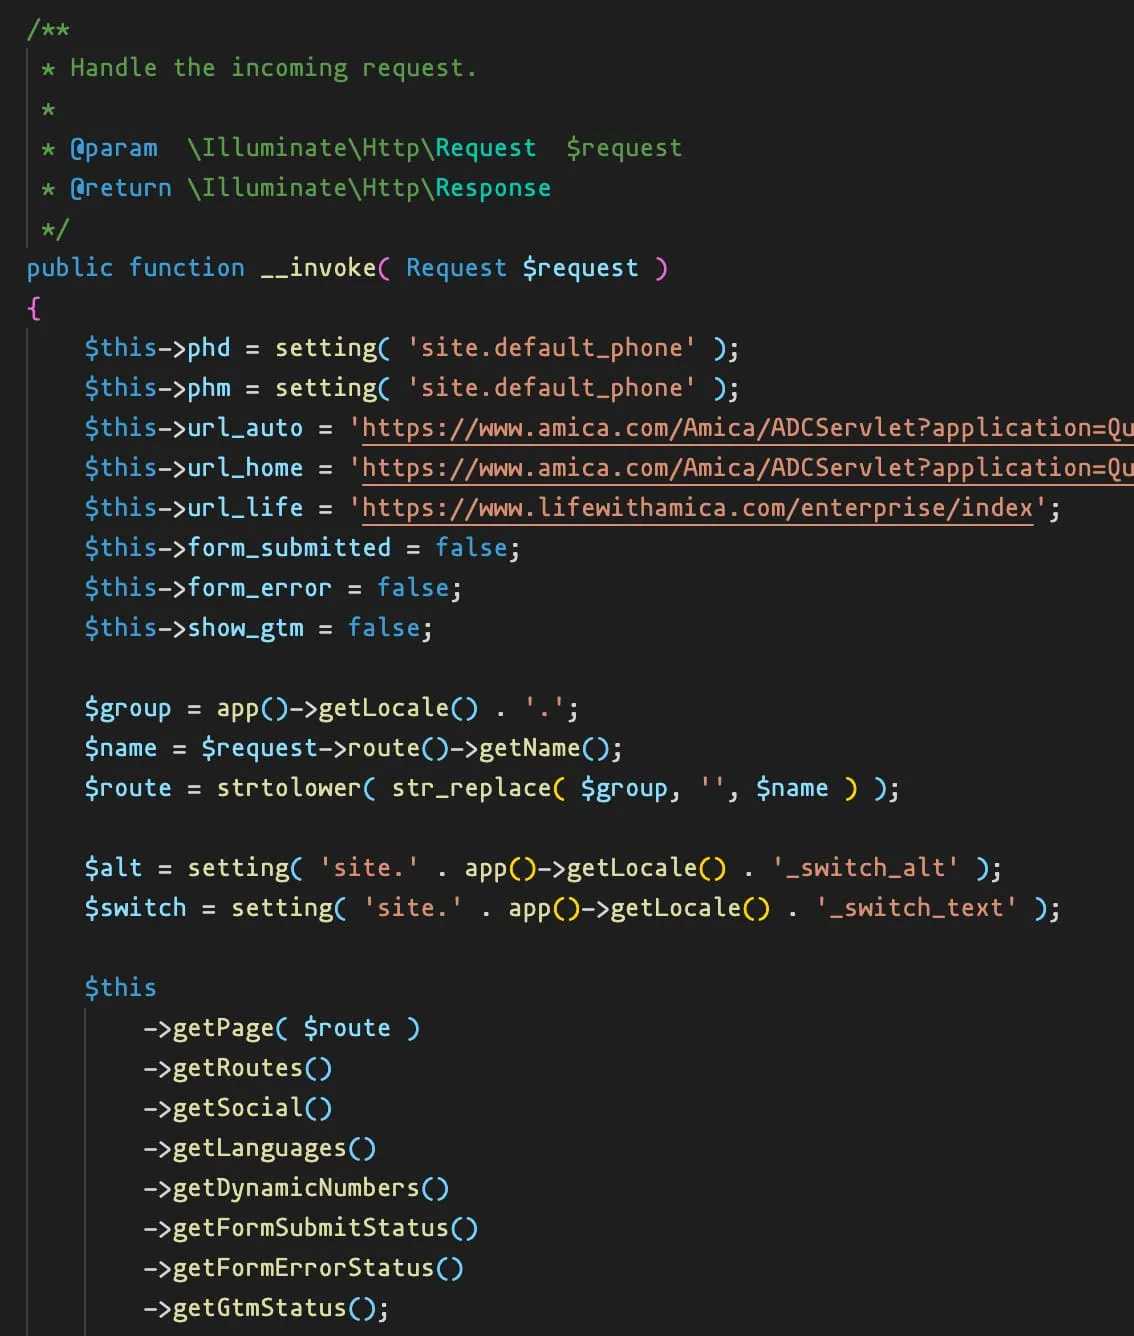 /**
 * Handle the incoming request.
 *
 * @param  \Illuminate\Http\Request  $request
 * @return \Illuminate\Http\Response
 */
public function __invoke( Request $request )
{
    $this->phd = setting( 'site.default_phone' );
    $this->phm = setting( 'site.default_phone' );
    $this->url_auto = 'https://www.amica.com/Amica/ADCServlet?application=Qu
    $this->url_home = 'https://www.amica.com/Amica/ADCServlet?application=Qu
    $this->url_life = 'https://www.lifewithamica.com/enterprise/index';
    $this->form_submitted = false;
    $this->form_error = false;
    $this->show_gtm = false;

    $group = app()->getLocale() . '.';
    $name = $request->route()->getName();
    $route = strtolower( str_replace( $group, '', $name ) );

    $alt = setting( 'site.' . app()->getLocale() . '_switch_alt' );
    $switch = setting( 'site.' . app()->getLocale() . '_switch_text' );

    $this
        ->getPage( $route )
        ->getRoutes()
        ->getSocial()
        ->getLanguages()
        ->getDynamicNumbers()
        ->getFormSubmitStatus()
        ->getFormErrorStatus()
        ->getGtmStatus();